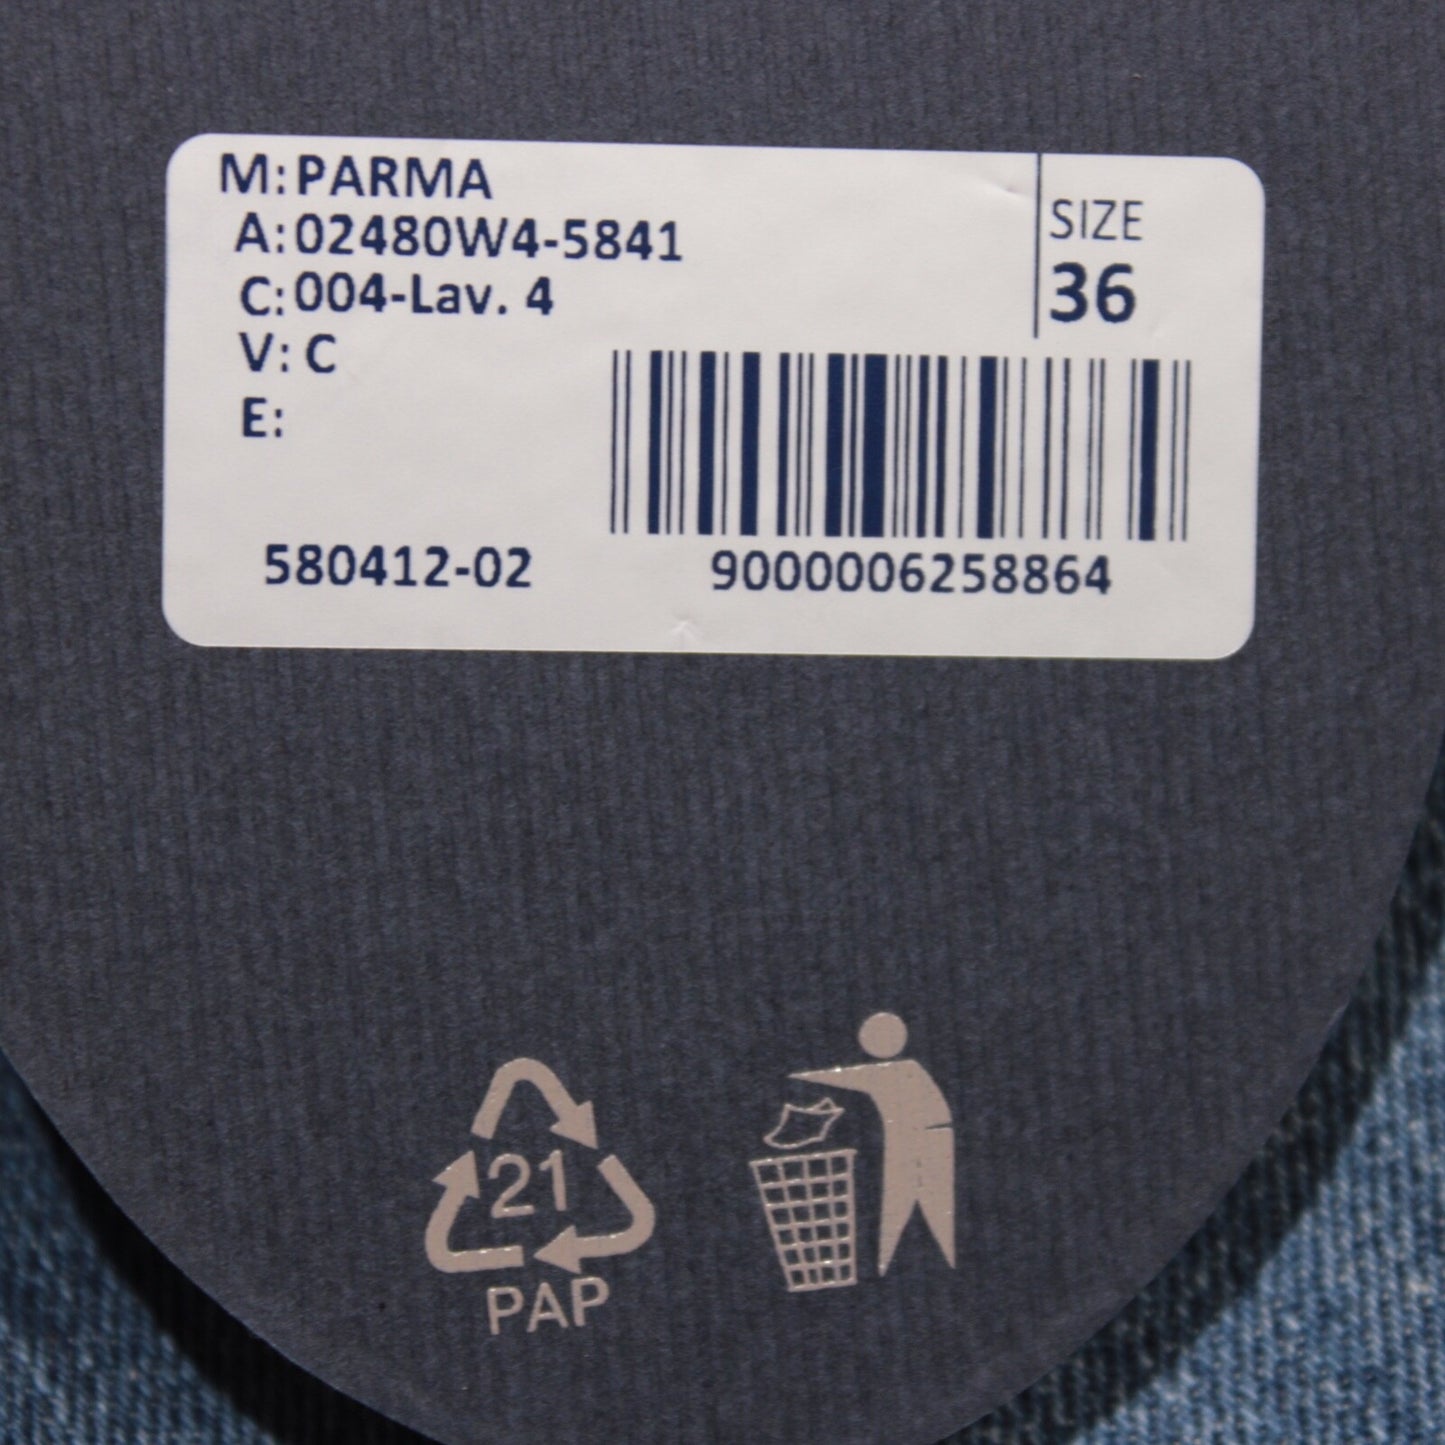 M: PARMA
A: 02480W4-5841
C: 004-Lav. 4
V: C
E:
SIZE
36
580412-02
9000006258864
21
PAP